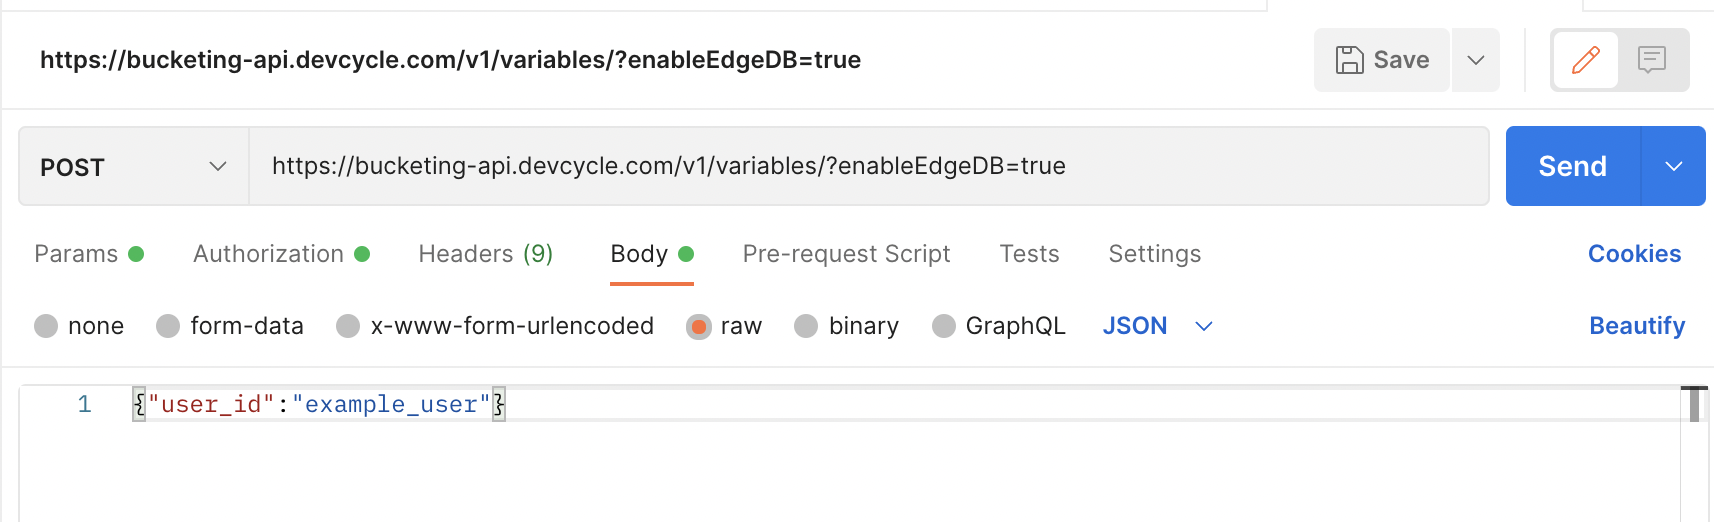 https://bucketing-api.devcycle.com/v1/variables/?enableEdgeDB=true
Save
POST
https://bucketing-api.devcycle.com/v1/variables/?enableEdgeDB=true
Send
Params Authorization Headers (9) Body Pre-request Script Tests Settings Cookies
none form-data x-www-form-urlencoded raw binary GraphQL JSON Beautify
1 {"user_id":"example_user"}